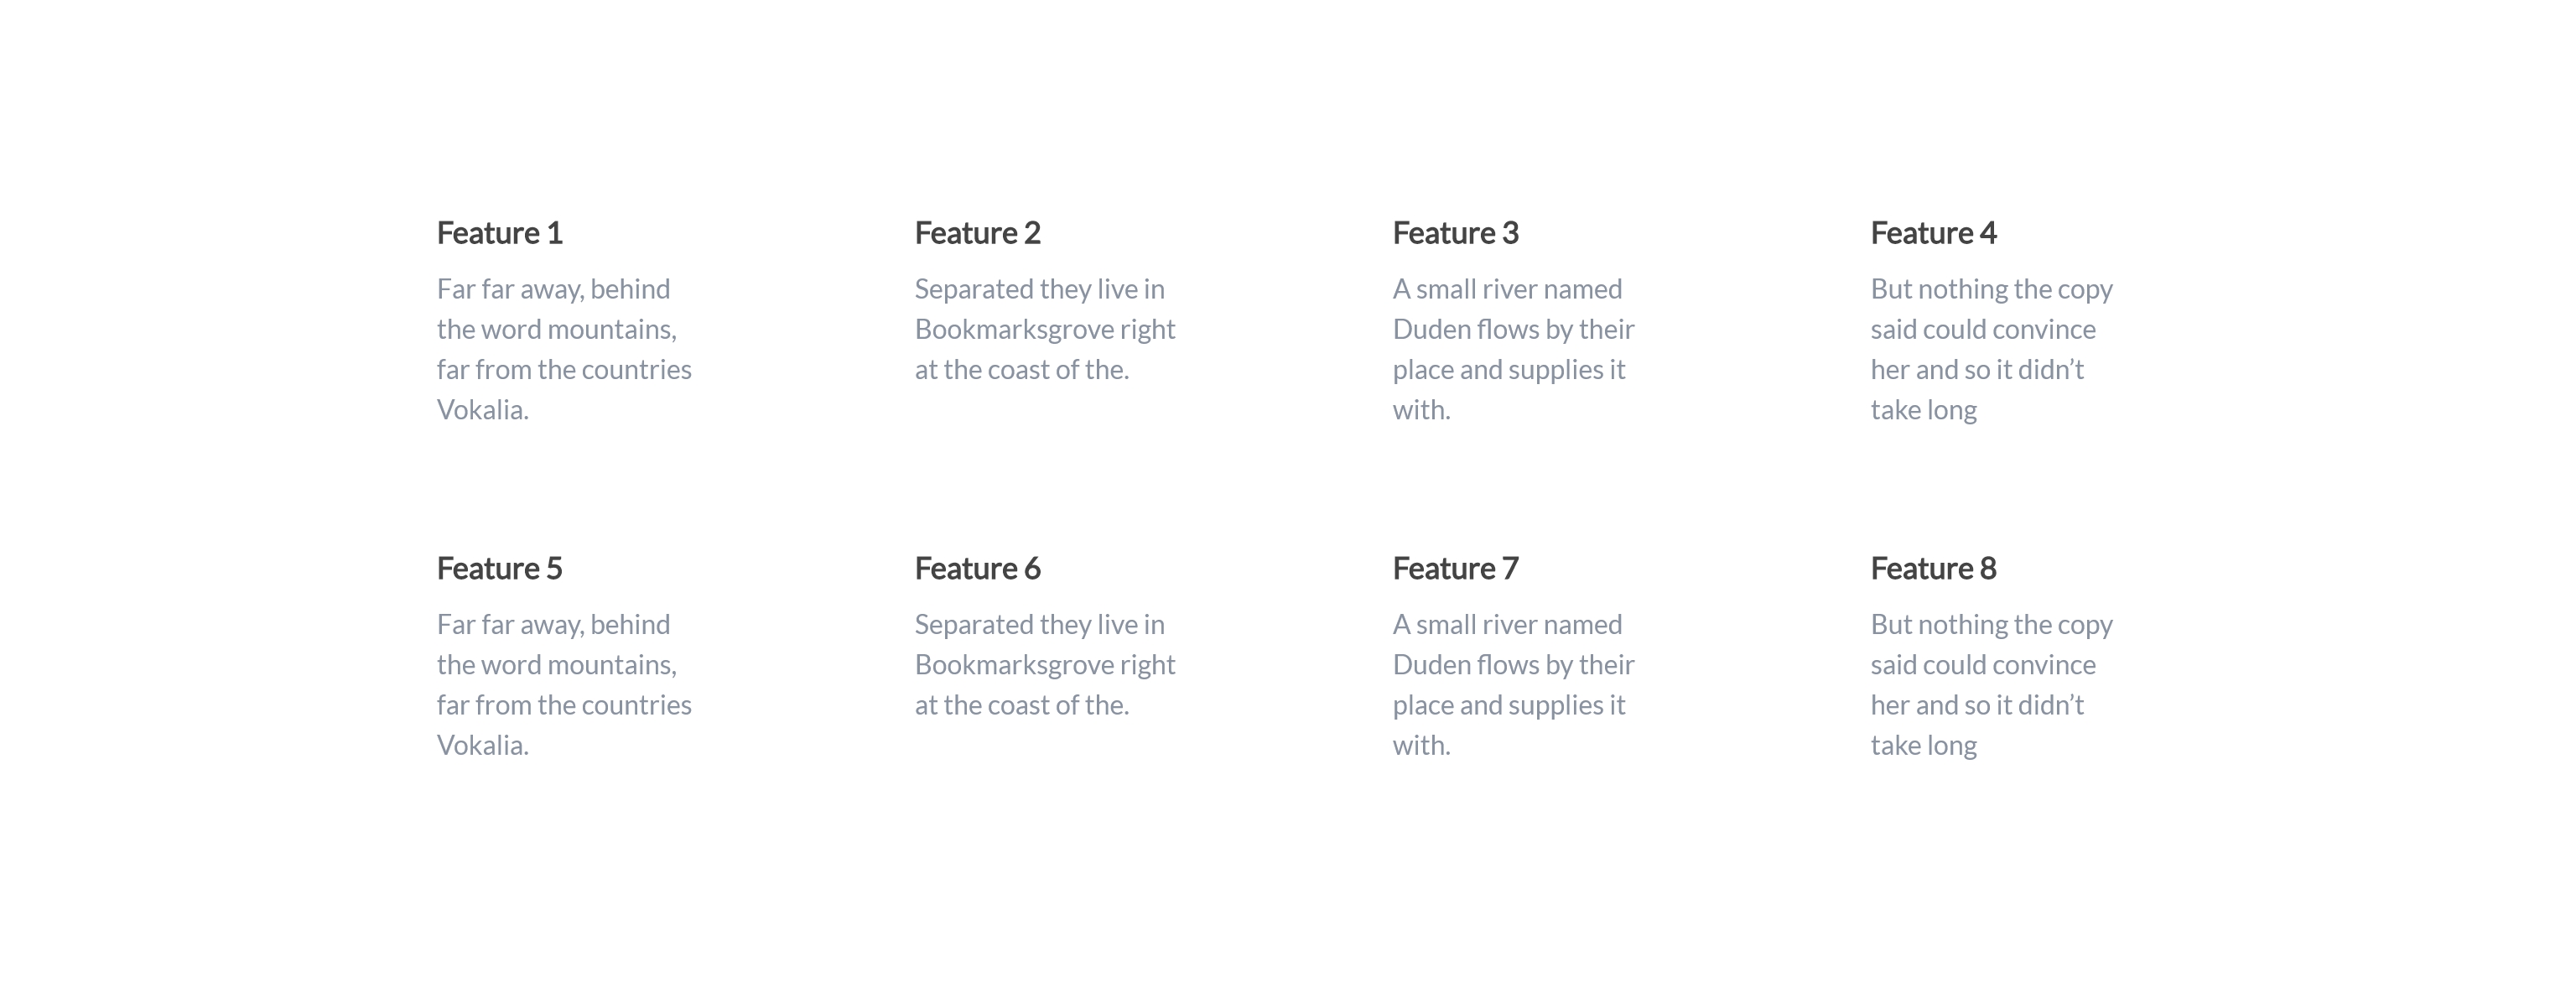 Feature 1
Far far away, behind
the word mountains,
far from the countries
Vokalia.
Feature 2
Separated they live in
Bookmarksgrove right
at the coast of the.
Feature 3
A small river named
Duden flows by their
place and supplies it
with.
Feature 4
But nothing the copy
said could convince
her and so it didn’t
take long
Feature 5
Far far away, behind
the word mountains,
far from the countries
Vokalia.
Feature 6
Separated they live in
Bookmarksgrove right
at the coast of the.
Feature 7
A small river named
Duden flows by their
place and supplies it
with.
Feature 8
But nothing the copy
said could convince
her and so it didn’t
take long